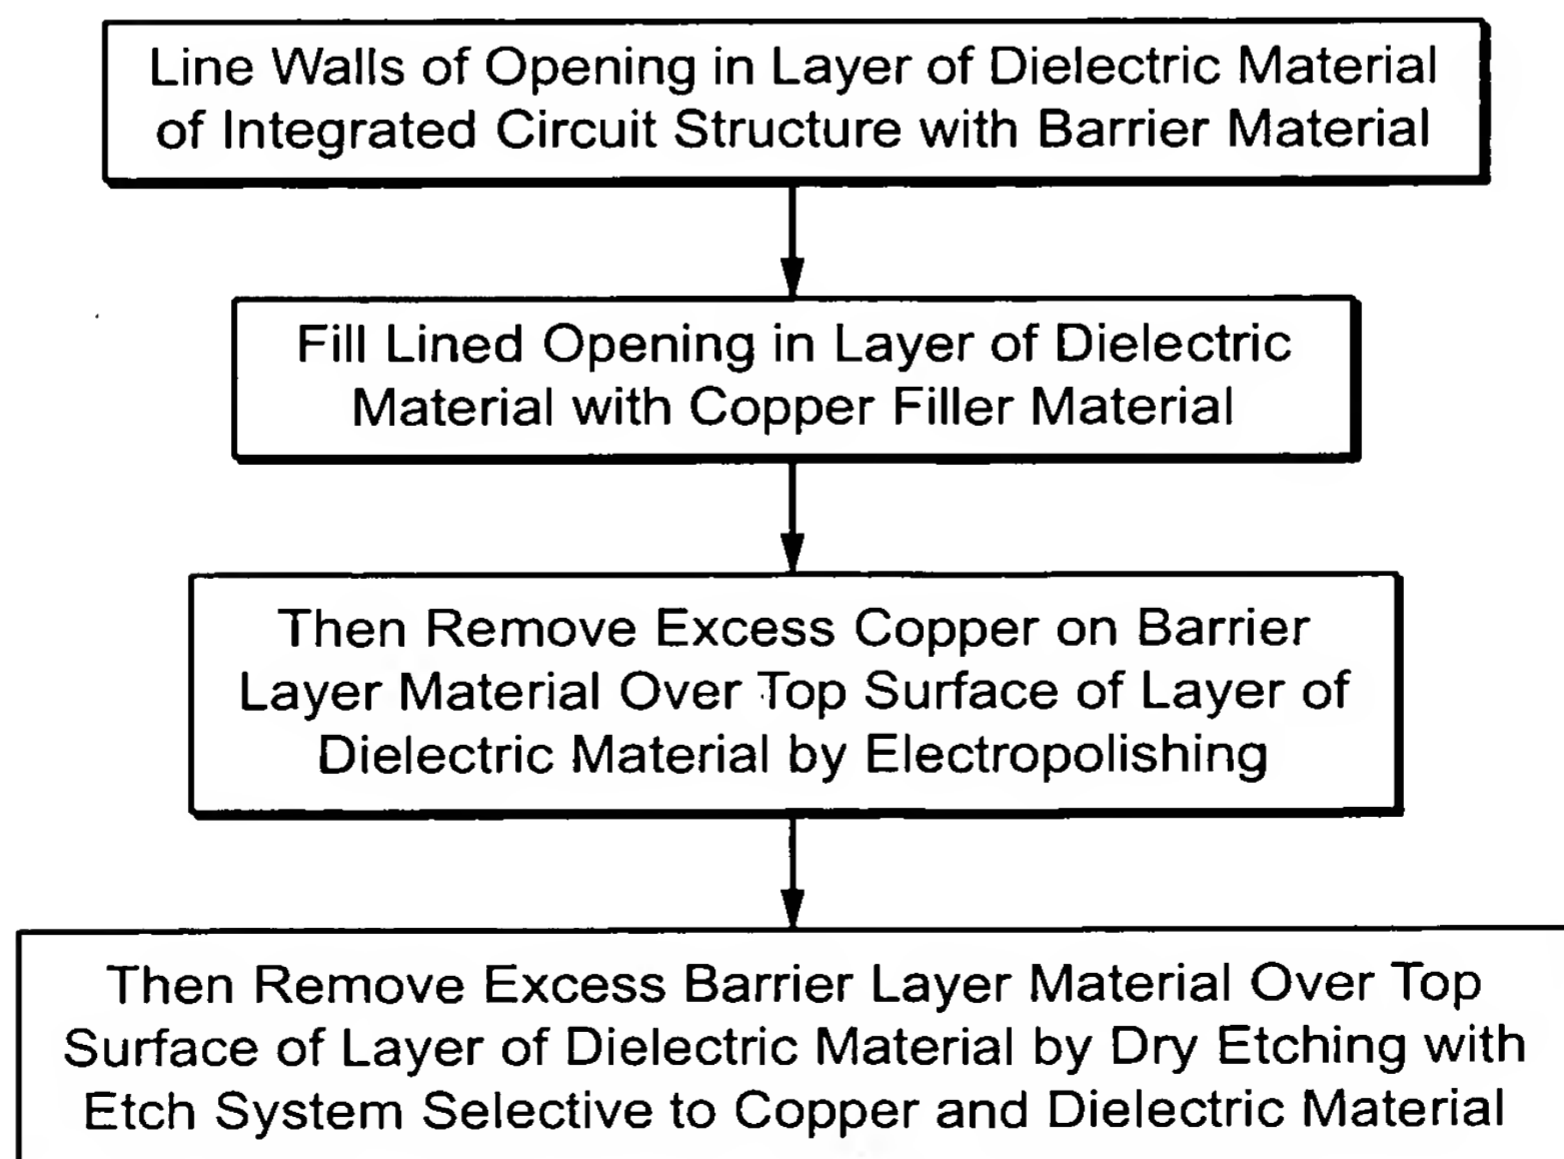 Line Walls of Opening in Layer of Dielectric Material
of Integrated Circuit Structure with Barrier Material
Fill Lined Opening in Layer of Dielectric
Material with Copper Filler Material
Then Remove Excess Copper on Barrier
Layer Material Over Top Surface of Layer of
Dielectric Material by Electropolishing
Then Remove Excess Barrier Layer Material Over Top
Surface of Layer of Dielectric Material by Dry Etching with
Etch System Selective to Copper and Dielectric Material